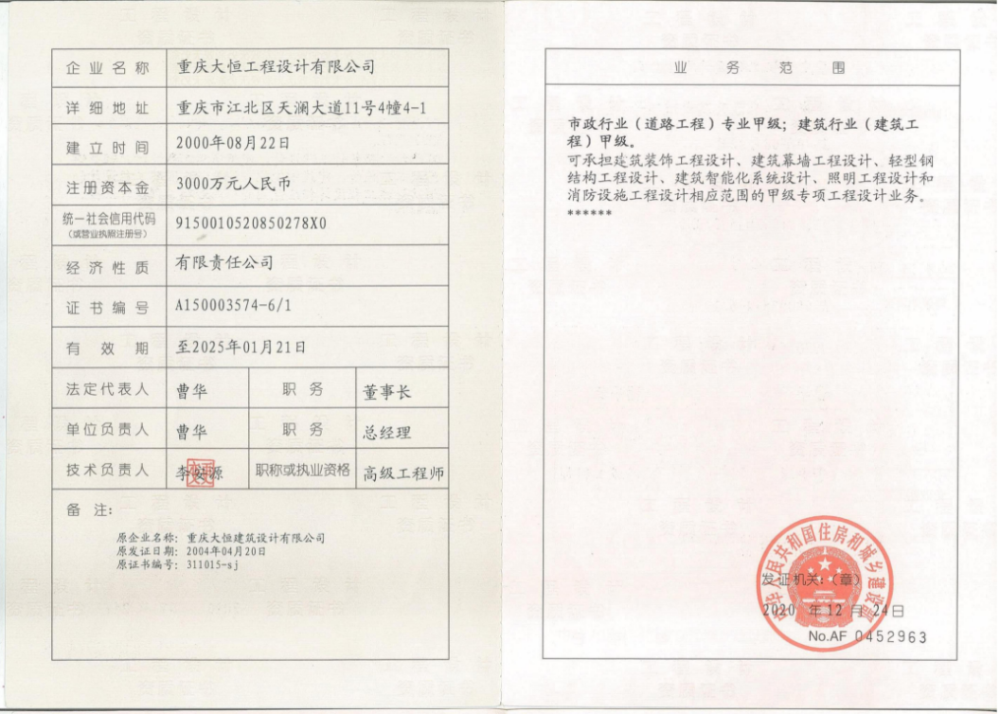 企业名称 重庆大恒工程设计有限公司
详细地址 重庆市江北区天澜大道11号4幢4-1
建立时间 2000年08月22日
注册资本金 3000万元人民币
统一社会信用代码 9150010520850278X0
(或营业执照注册号)
经济性质 有限责任公司
证书编号 A150003574-6/1
有效期 至2025年01月21日
法定代表人 曹华 职务 董事长
单位负责人 曹华 职务 总经理
技术负责人 李 源 职称或执业资格 高级工程师
备注:
原企业名称: 重庆大恒建筑设计有限公司
原发证日期: 2004年04月20日
原证书编号: 311015-sj
业务范围
市政行业（道路工程）专业甲级；建筑行业（建筑工
程）甲级。
可承担建筑装饰工程设计、建筑幕墙工程设计、轻型钢
结构工程设计、建筑智能化系统设计、照明工程设计和
消防设施工程设计相应范围的甲级专项工程设计业务。
******
中华人民共和国住房和城乡建设部
发证机关:（章）
2020 年 12 月 24日
No.AF 0452963